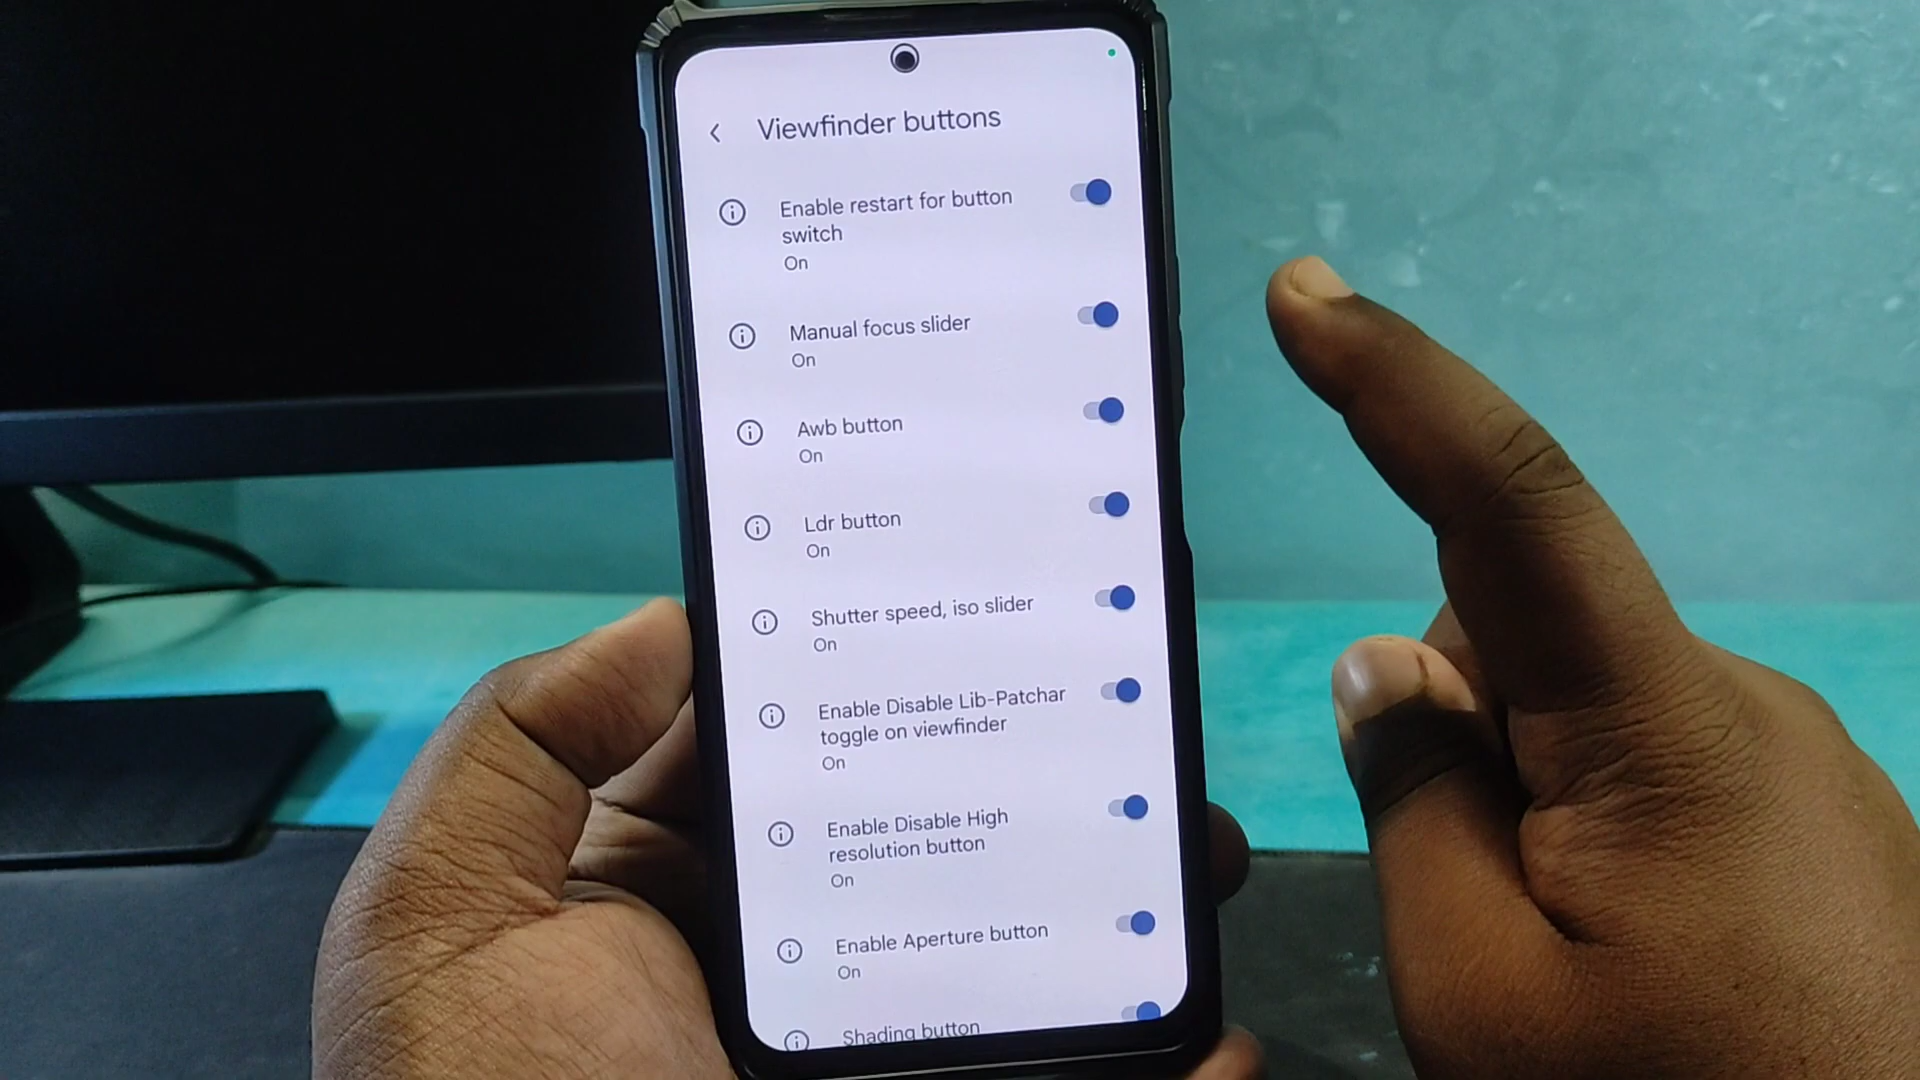 Viewfinder buttons
Enable restart for button
switch
On
Manual focus slider
On
Awb button
On
Ldr button
On
Shutter speed, iso slider
On
Enable Disable Lib-Patchar
toggle on viewfinder
On
Enable Disable High
resolution button
On
Enable Aperture button
On
Shading button